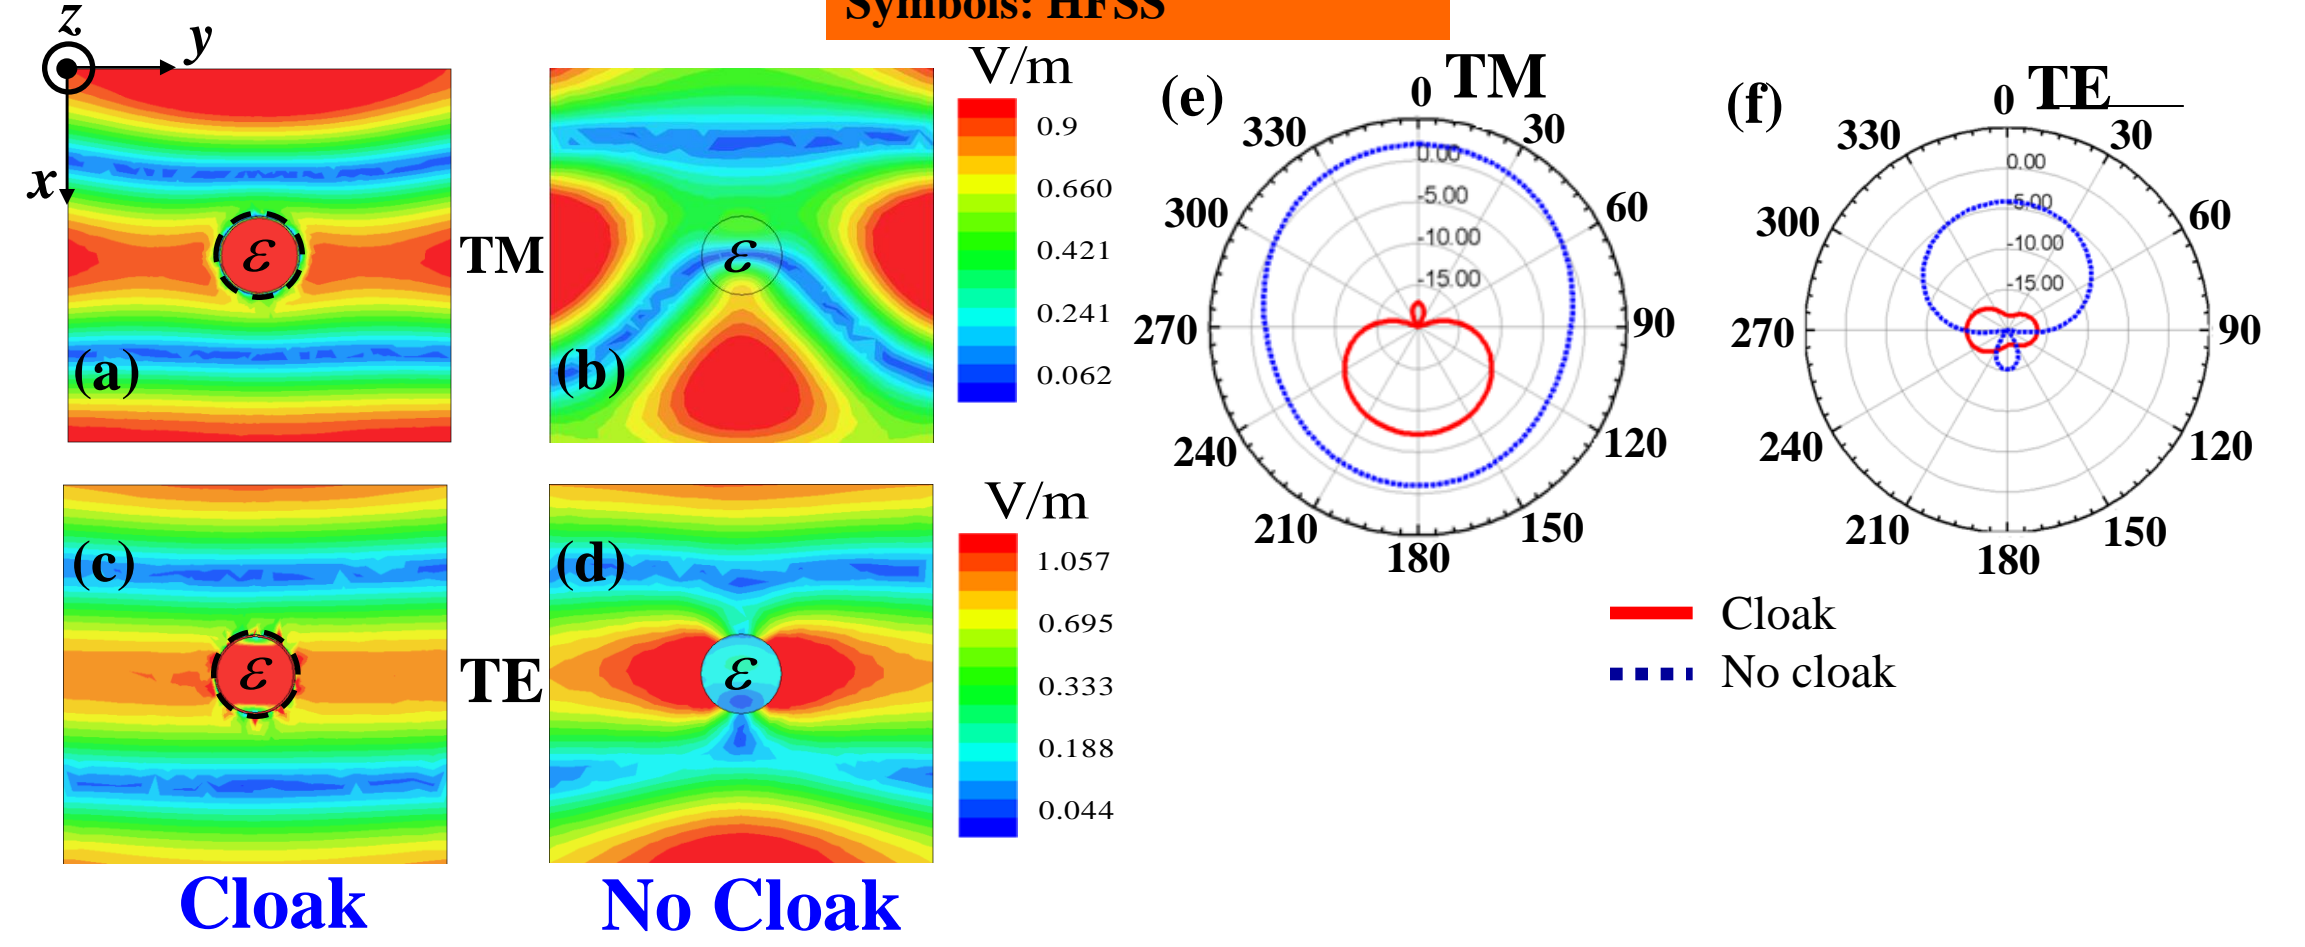 Symbols: HFSS
z
y
x
ε
TM
(a)
ε
(b)
V/m
0.9
0.660
0.421
0.241
0.062
(c)
ε
TE
(d)
ε
V/m
1.057
0.695
0.333
0.188
0.044
Cloak
No Cloak
(e)
TM
0
30
60
90
120
150
180
210
240
270
300
330
0.00
-5.00
-10.00
-15.00
(f)
TE
0
30
60
90
120
150
180
210
240
270
300
330
0.00
-5.00
-10.00
-15.00
Cloak
No cloak